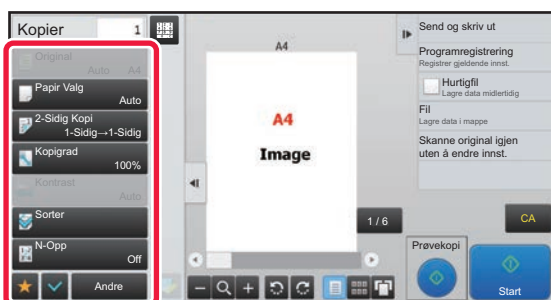 Kopier 1
Original
Auto A4
Papir Valg
Auto
2-Sidig Kopi
1-Sidig→1-Sidig
Kopigrad
100%
Kontrast
Auto
Sorter
N-Opp
Off
Andre
A4
A4
Image
1 / 6
Send og skriv ut
Programregistrering
Registrer gjeldende innst.
Hurtigfil
Lagre data midlertidig
Fil
Lagre data i mappe
Skanne original igjen
uten å endre innst.
CA
Prøvekopi
Start